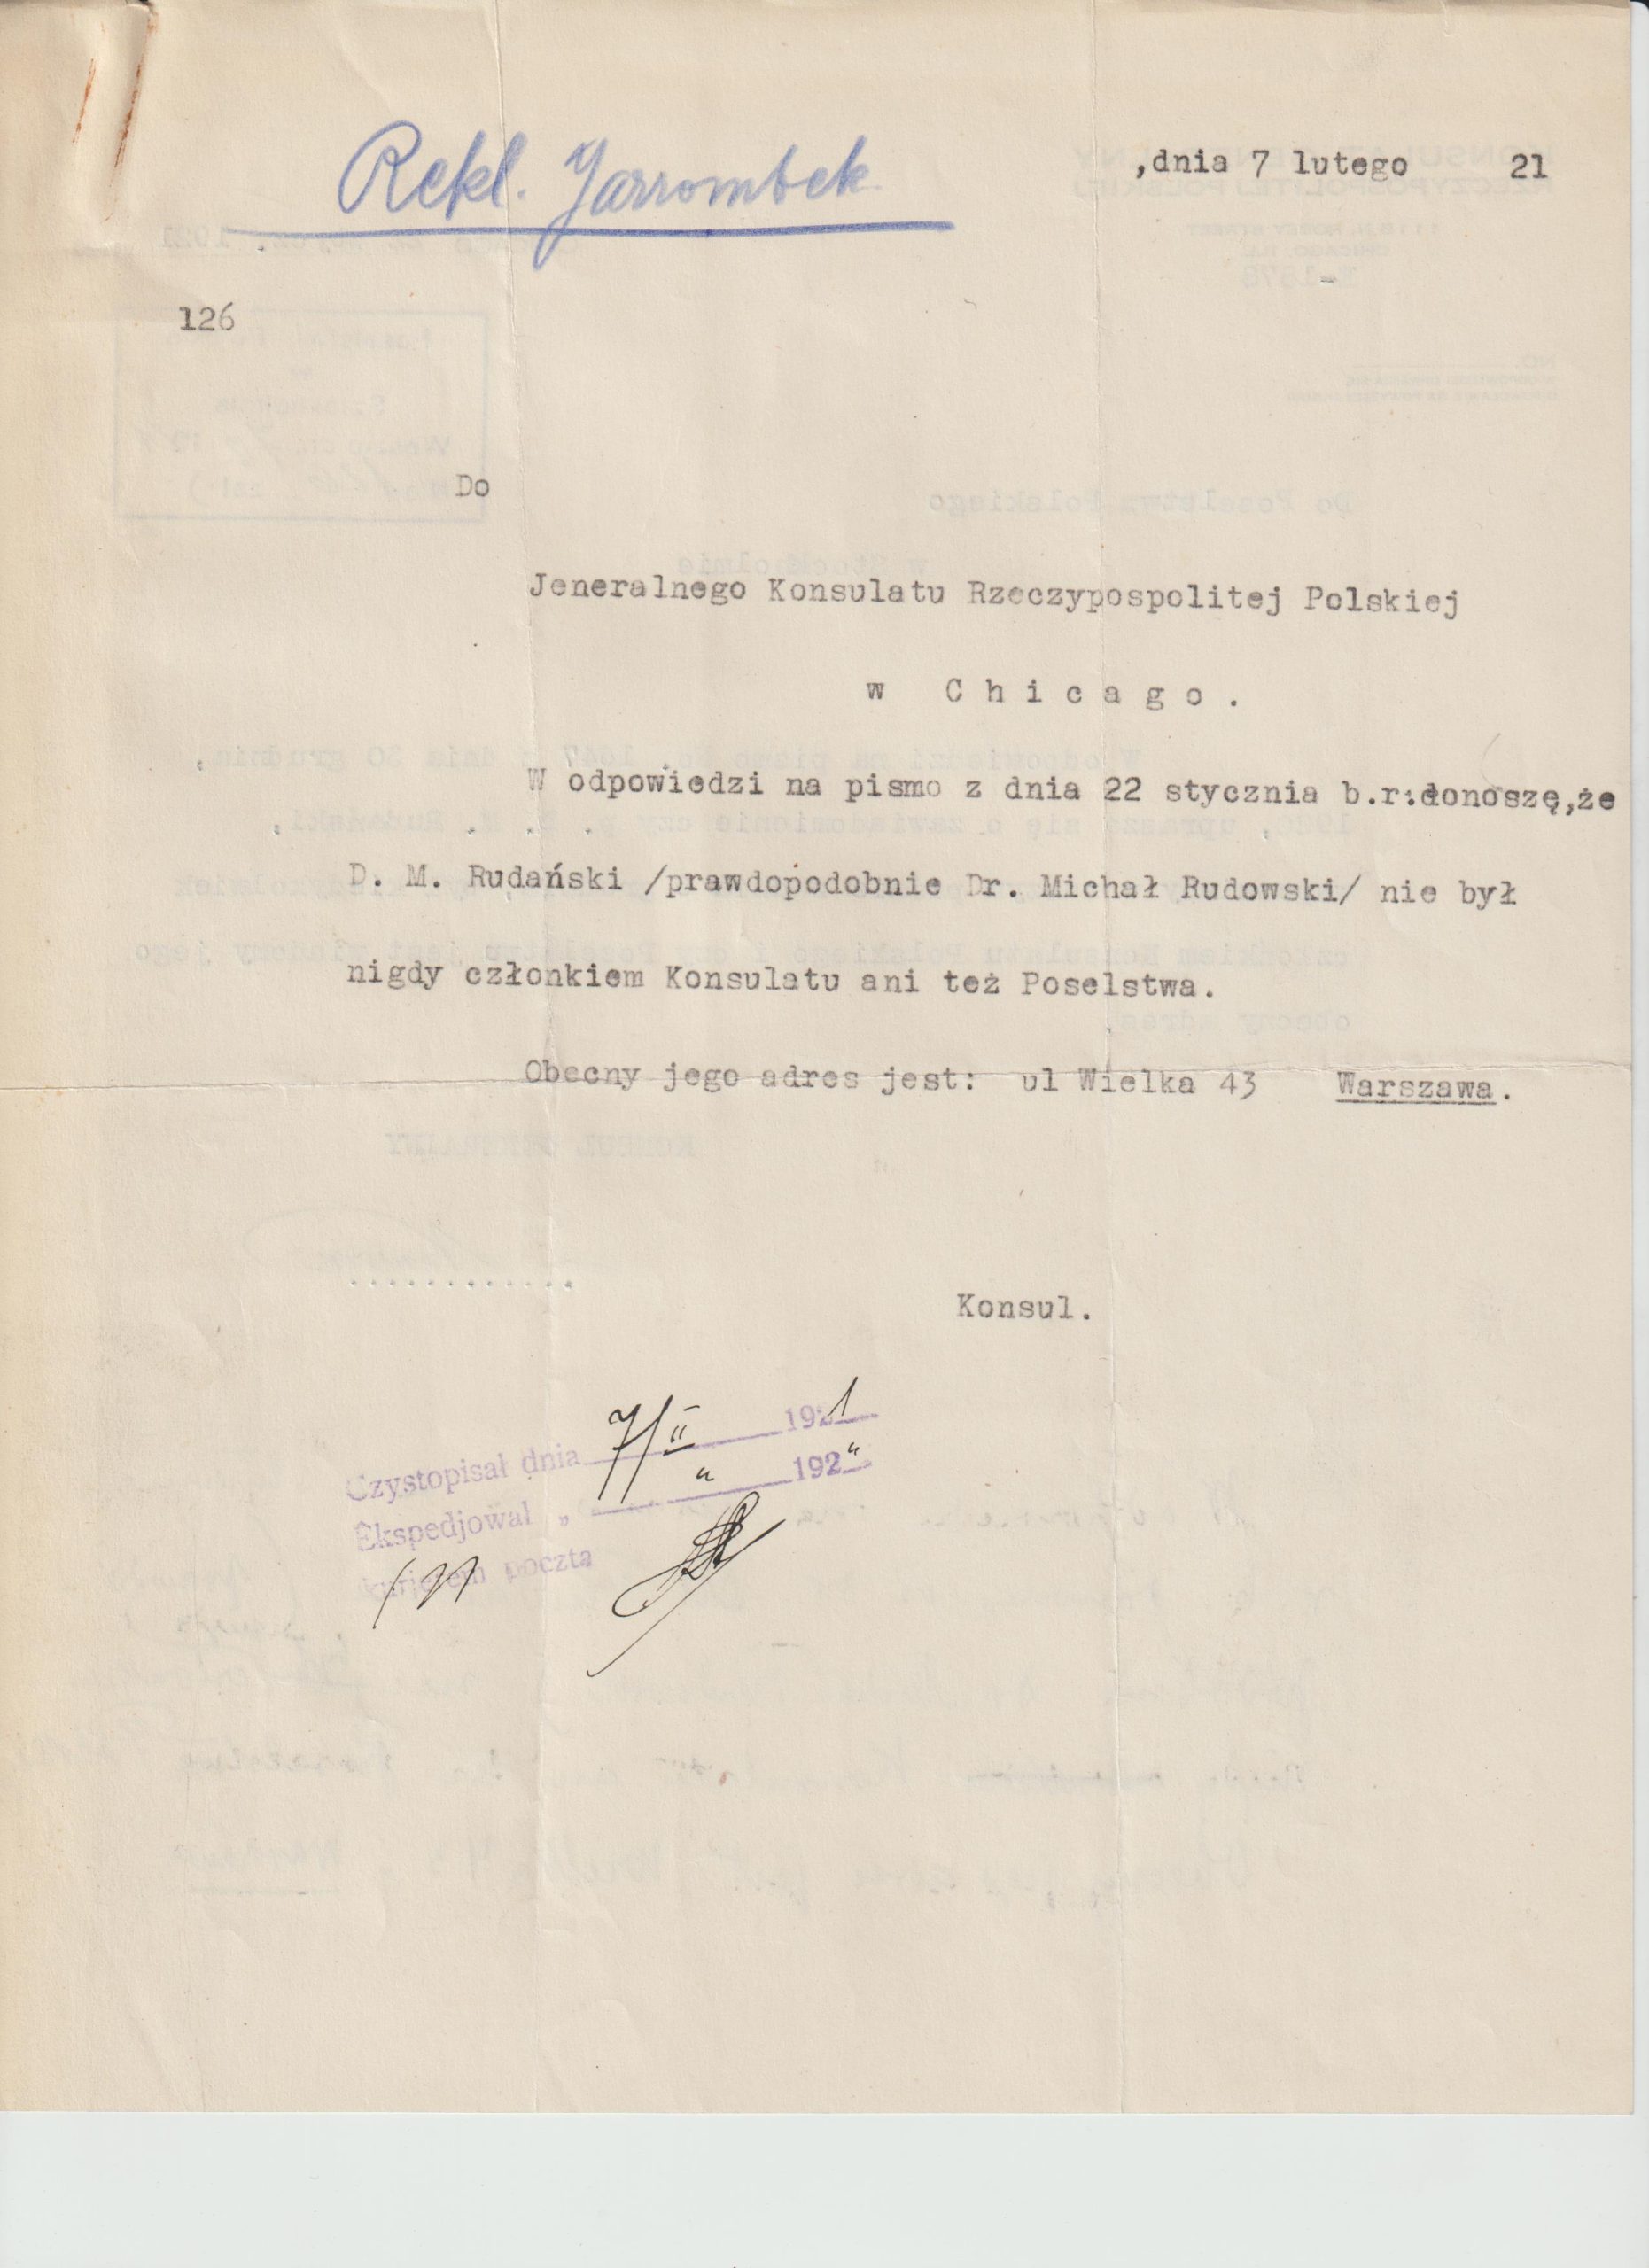 Rekl. Jarrombek
,dnia 7 lutego 21
126
Do
Jeneralnego Konsulatu Rzeczypospolitej Polskiej
w Chicago.
W odpowiedzi na pismo z dnia 22 stycznia b.r.donoszę,że
D. M. Rudański /prawdopodobnie Dr. Michał Rudowski/ nie był
nigdy członkiem Konsulatu ani też Poselstwa.
Obecny jego adres jest: ul Wielka 43 Warszawa.
............
Konsul.
Czystopisał dnia 7/II 1921
Ekspedjował „ " 192"
kurjerem pocztą